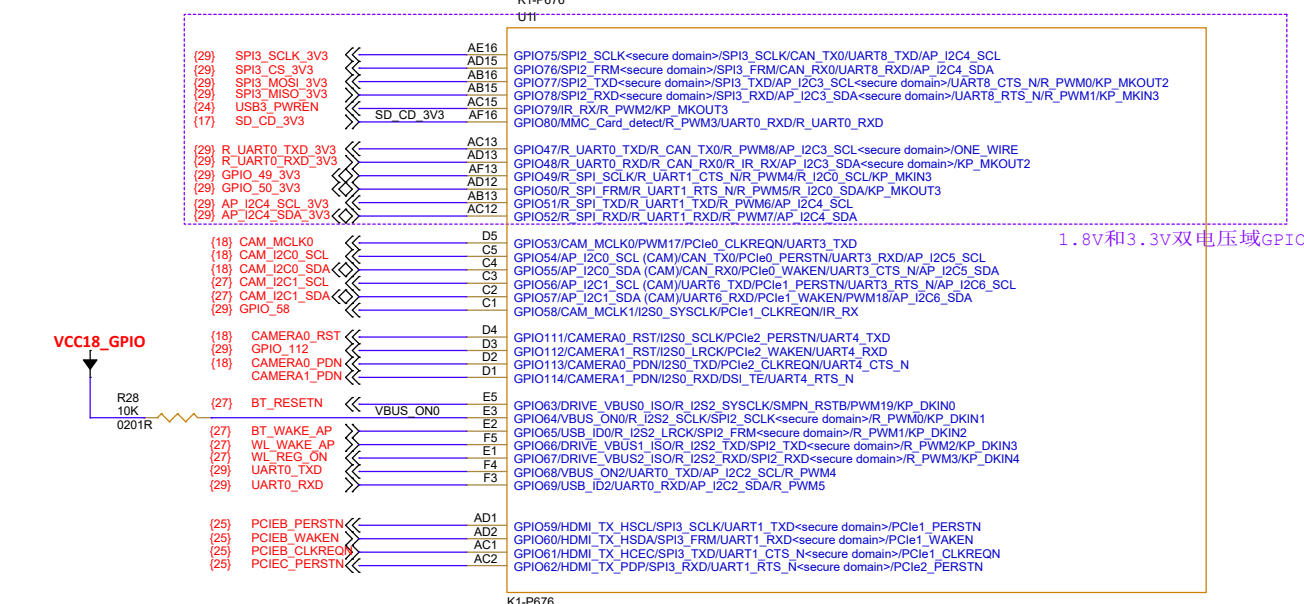 K1-P676
U1I
{29} SPI3_SCLK_3V3 AE16 GPIO75/SPI2_SCLK<secure domain>/SPI3_SCLK/CAN_TX0/UART8_TXD/AP_I2C4_SCL
{29} SPI3_CS_3V3 AD15 GPIO76/SPI2_FRM<secure domain>/SPI3_FRM/CAN_RX0/UART8_RXD/AP_I2C4_SDA
{29} SPI3_MOSI_3V3 AB16 GPIO77/SPI2_TXD<secure domain>/SPI3_TXD/AP_I2C3_SCL<secure domain>/UART8_CTS_N/R_PWM0/KP_MKOUT2
{29} SPI3_MISO_3V3 AB15 GPIO78/SPI2_RXD<secure domain>/SPI3_RXD/AP_I2C3_SDA<secure domain>/UART8_RTS_N/R_PWM1/KP_MKIN3
{24} USB3_PWREN AC15 GPIO79/IR_RX/R_PWM2/KP_MKOUT3
{17} SD_CD_3V3 SD_CD_3V3 AF16 GPIO80/MMC_Card_detect/R_PWM3/UART0_RXD/R_UART0_RXD
{29} R_UART0_TXD_3V3 AC13 GPIO47/R_UART0_TXD/R_CAN_TX0/R_PWM8/AP_I2C3_SCL<secure domain>/ONE_WIRE
{29} R_UART0_RXD_3V3 AD13 GPIO48/R_UART0_RXD/R_CAN_RX0/R_IR_RX/AP_I2C3_SDA<secure domain>/KP_MKOUT2
{29} GPIO_49_3V3 AF13 GPIO49/R_SPI_SCLK/R_UART1_CTS_N/R_PWM4/R_I2C0_SCL/KP_MKIN3
{29} GPIO_50_3V3 AD12 GPIO50/R_SPI_FRM/R_UART1_RTS_N/R_PWM5/R_I2C0_SDA/KP_MKOUT3
{29} AP_I2C4_SCL_3V3 AB13 GPIO51/R_SPI_TXD/R_UART1_TXD/R_PWM6/AP_I2C4_SCL
{29} AP_I2C4_SDA_3V3 AC12 GPIO52/R_SPI_RXD/R_UART1_RXD/R_PWM7/AP_I2C4_SDA
1.8V和3.3V双电压域GPIO
{18} CAM_MCLK0 D5 GPIO53/CAM_MCLK0/PWM17/PCIe0_CLKREQN/UART3_TXD
{18} CAM_I2C0_SCL C5 GPIO54/AP_I2C0_SCL (CAM)/CAN_TX0/PCIe0_PERSTN/UART3_RXD/AP_I2C5_SCL
{18} CAM_I2C0_SDA C4 GPIO55/AP_I2C0_SDA (CAM)/CAN_RX0/PCIe0_WAKEN/UART3_CTS_N/AP_I2C5_SDA
{27} CAM_I2C1_SCL C3 GPIO56/AP_I2C1_SCL (CAM)/UART6_TXD/PCIe1_PERSTN/UART3_RTS_N/AP_I2C6_SCL
{27} CAM_I2C1_SDA C2 GPIO57/AP_I2C1_SDA (CAM)/UART6_RXD/PCIe1_WAKEN/PWM18/AP_I2C6_SDA
{29} GPIO_58 C1 GPIO58/CAM_MCLK1/I2S0_SYSCLK/PCIe1_CLKREQN/IR_RX
{18} CAMERA0_RST D4 GPIO111/CAMERA0_RST/I2S0_SCLK/PCIe2_PERSTN/UART4_TXD
{29} GPIO_112 D3 GPIO112/CAMERA1_RST/I2S0_LRCK/PCIe2_WAKEN/UART4_RXD
{18} CAMERA0_PDN D2 GPIO113/CAMERA0_PDN/I2S0_TXD/PCIe2_CLKREQN/UART4_CTS_N
CAMERA1_PDN D1 GPIO114/CAMERA1_PDN/I2S0_RXD/DSI_TE/UART4_RTS_N
VCC18_GPIO
R28
10K
0201R
{27} BT_RESETN E5 GPIO63/DRIVE_VBUS0_ISO/R_I2S2_SYSCLK/SMPN_RSTB/PWM19/KP_DKIN0
VBUS_ON0 E3 GPIO64/VBUS_ON0/R_I2S2_SCLK/SPI2_SCLK<secure domain>/R_PWM0/KP_DKIN1
{27} BT_WAKE_AP E2 GPIO65/USB_ID0/R_I2S2_LRCK/SPI2_FRM<secure domain>/R_PWM1/KP_DKIN2
{27} WL_WAKE_AP F5 GPIO66/DRIVE_VBUS1_ISO/R_I2S2_TXD/SPI2_TXD<secure domain>/R_PWM2/KP_DKIN3
{27} WL_REG_ON E1 GPIO67/DRIVE_VBUS2_ISO/R_I2S2_RXD/SPI2_RXD<secure domain>/R_PWM3/KP_DKIN4
{29} UART0_TXD F4 GPIO68/VBUS_ON2/UART0_TXD/AP_I2C2_SCL/R_PWM4
{29} UART0_RXD F3 GPIO69/USB_ID2/UART0_RXD/AP_I2C2_SDA/R_PWM5
{25} PCIEB_PERSTN AD1 GPIO59/HDMI_TX_HSCL/SPI3_SCLK/UART1_TXD<secure domain>/PCIe1_PERSTN
{25} PCIEB_WAKEN AD2 GPIO60/HDMI_TX_HSDA/SPI3_FRM/UART1_RXD<secure domain>/PCIe1_WAKEN
{25} PCIEB_CLKREQN AC1 GPIO61/HDMI_TX_HCEC/SPI3_TXD/UART1_CTS_N<secure domain>/PCIe1_CLKREQN
{25} PCIEC_PERSTN AC2 GPIO62/HDMI_TX_PDP/SPI3_RXD/UART1_RTS_N<secure domain>/PCIe2_PERSTN
K1-P676